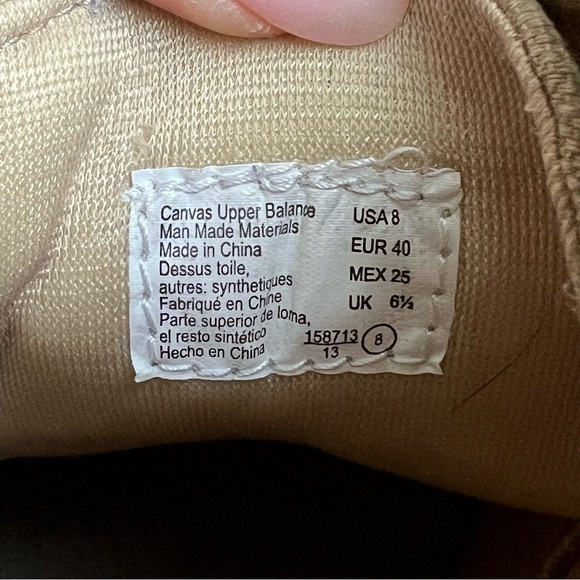 Canvas Upper Balance
Man Made Materials
Made in China
Dessus toile,
autres: synthetiques
Fabriqué en Chine
Parte superior de loma,
el resto sintético
Hecho en China
USA 8
EUR 40
MEX 25
UK 6½
158713
13
8